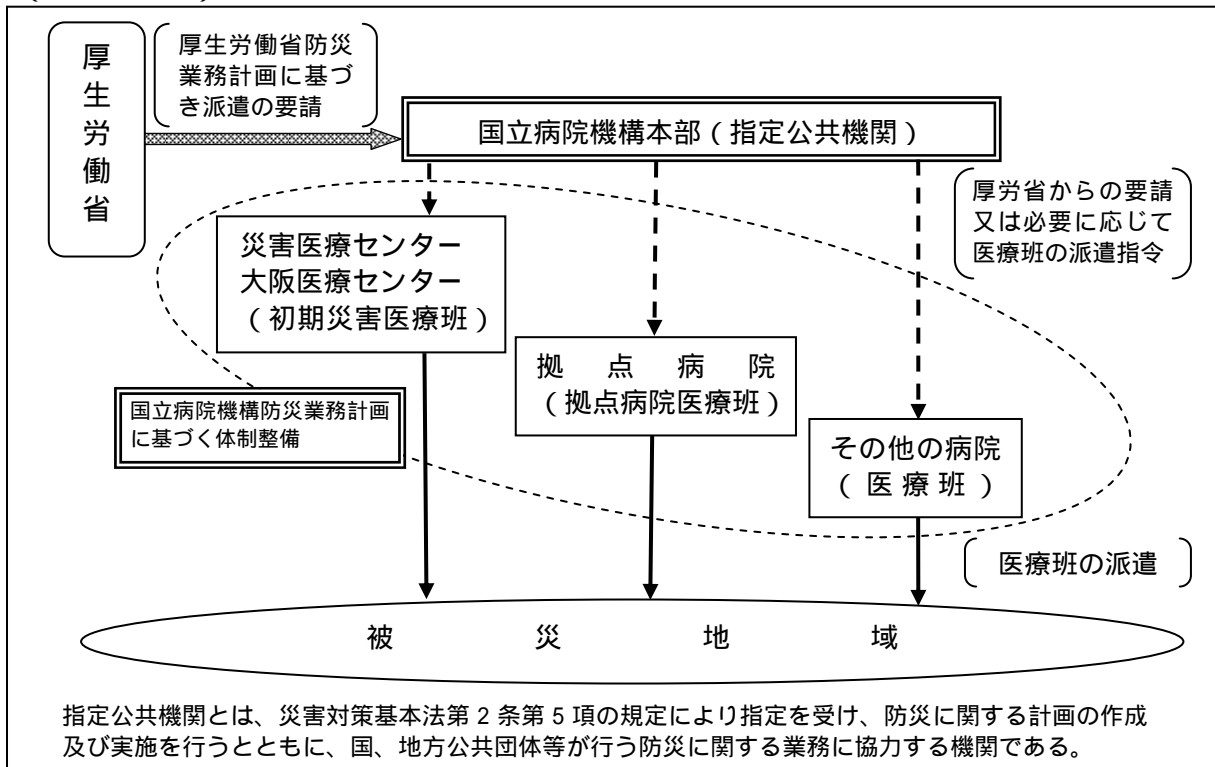 厚生労働省
厚生労働省防災
業務計画に基づ
き派遣の要請
国立病院機構本部（指定公共機関）
厚労省からの要請
又は必要に応じて
医療班の派遣指令
災害医療センター
大阪医療センター
（初期災害医療班）
拠点病院
（拠点病院医療班）
国立病院機構防災業務計画
に基づく体制整備
その他の病院
（医療班）
医療班の派遣
被災地域
指定公共機関とは、災害対策基本法第２条第５項の規定により指定を受け、防災に関する計画の作成
及び実施を行うとともに、国、地方公共団体等が行う防災に関する業務に協力する機関である。